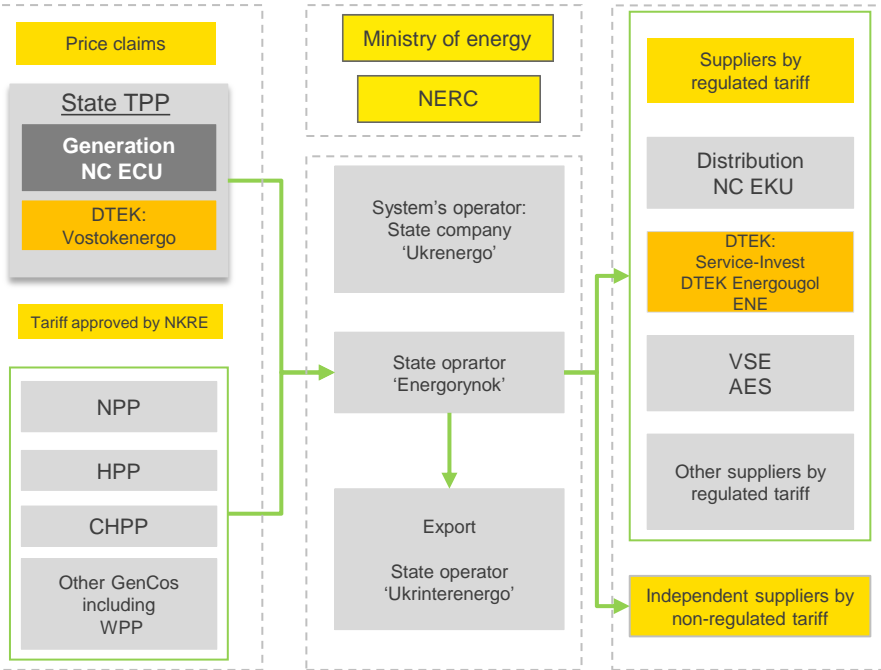 Price claims
State TPP
Generation
NC ECU
DTEK:
Vostokenergo
Tariff approved by NKRE
NPP
HPP
CHPP
Other GenCos
including
WPP
Ministry of energy
NERC
System’s operator:
State company
‘Ukrenergo’
State oprartor
‘Energorynok’
Export
State operator
‘Ukrinterenergo’
Suppliers by
regulated tariff
Distribution
NC EKU
DTEK:
Service-Invest
DTEK Energougol
ENE
VSE
AES
Other suppliers by
regulated tariff
Independent suppliers by
non-regulated tariff